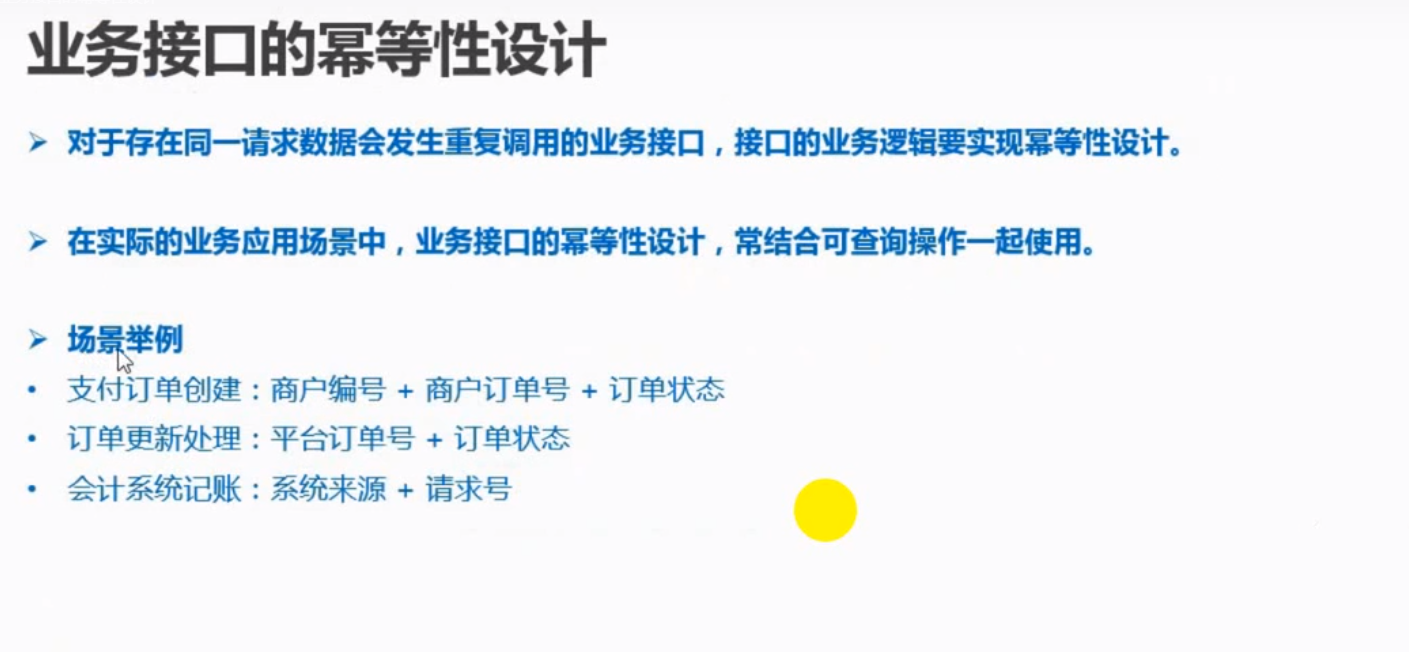 业务接口的幂等性设计
➢ 对于存在同一请求数据会发生重复调用的业务接口，接口的业务逻辑要实现幂等性设计。
➢ 在实际的业务应用场景中，业务接口的幂等性设计，常结合可查询操作一起使用。
➢ 场景举例
• 支付订单创建：商户编号 + 商户订单号 + 订单状态
• 订单更新处理：平台订单号 + 订单状态
• 会计系统记账：系统来源 + 请求号